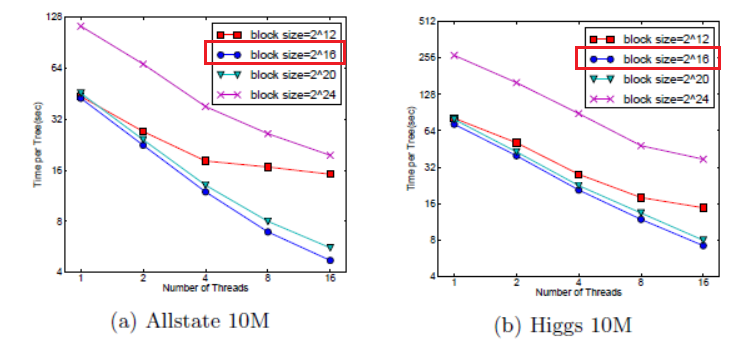 128
64
32
16
8
4
Time per Tree(sec)
block size=2^12
block size=2^16
block size=2^20
block size=2^24
1 2 4 8 16
Number of Threads
(a) Allstate 10M
512
256
128
64
32
16
8
4
Time per Tree(sec)
block size=2^12
block size=2^16
block size=2^20
block size=2^24
1 2 4 8 16
Number of Threads
(b) Higgs 10M